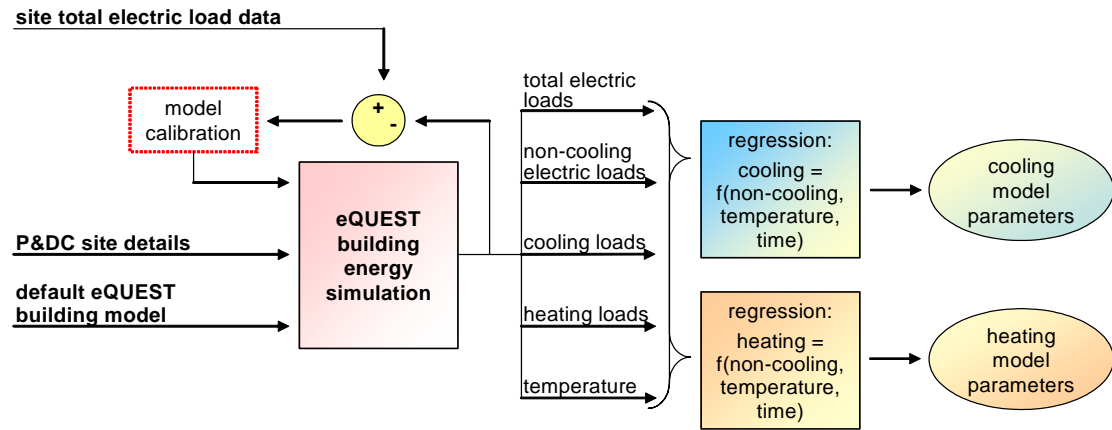 site total electric load data
model
calibration
+
-
P&DC site details
default eQUEST
building model
eQUEST
building
energy
simulation
total electric
loads
non-cooling
electric loads
cooling loads
heating loads
temperature
regression:
cooling =
f(non-cooling,
temperature,
time)
cooling
model
parameters
regression:
heating =
f(non-cooling,
temperature,
time)
heating
model
parameters